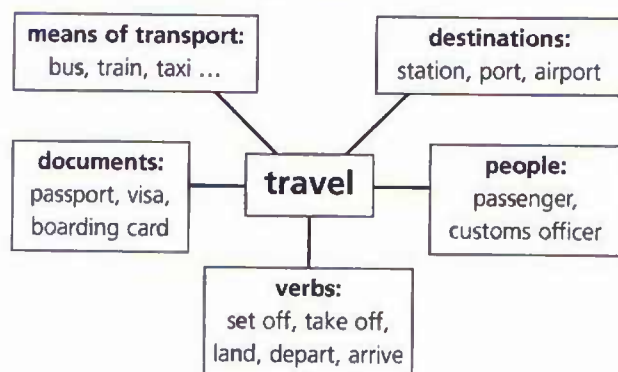 means of transport:
bus, train, taxi ...
destinations:
station, port, airport
documents:
passport, visa,
boarding card
travel
people:
passenger,
customs officer
verbs:
set off, take off,
land, depart, arrive